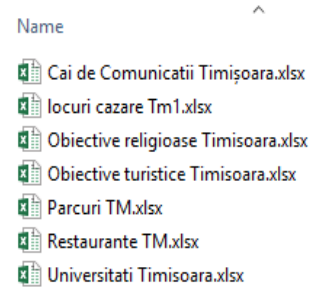 Name
Cai de Comunicatii Timișoara.xlsx
locuri cazare Tm1.xlsx
Obiective religioase Timisoara.xlsx
Obiective turistice Timisoara.xlsx
Parcuri TM.xlsx
Restaurante TM.xlsx
Universitati Timisoara.xlsx